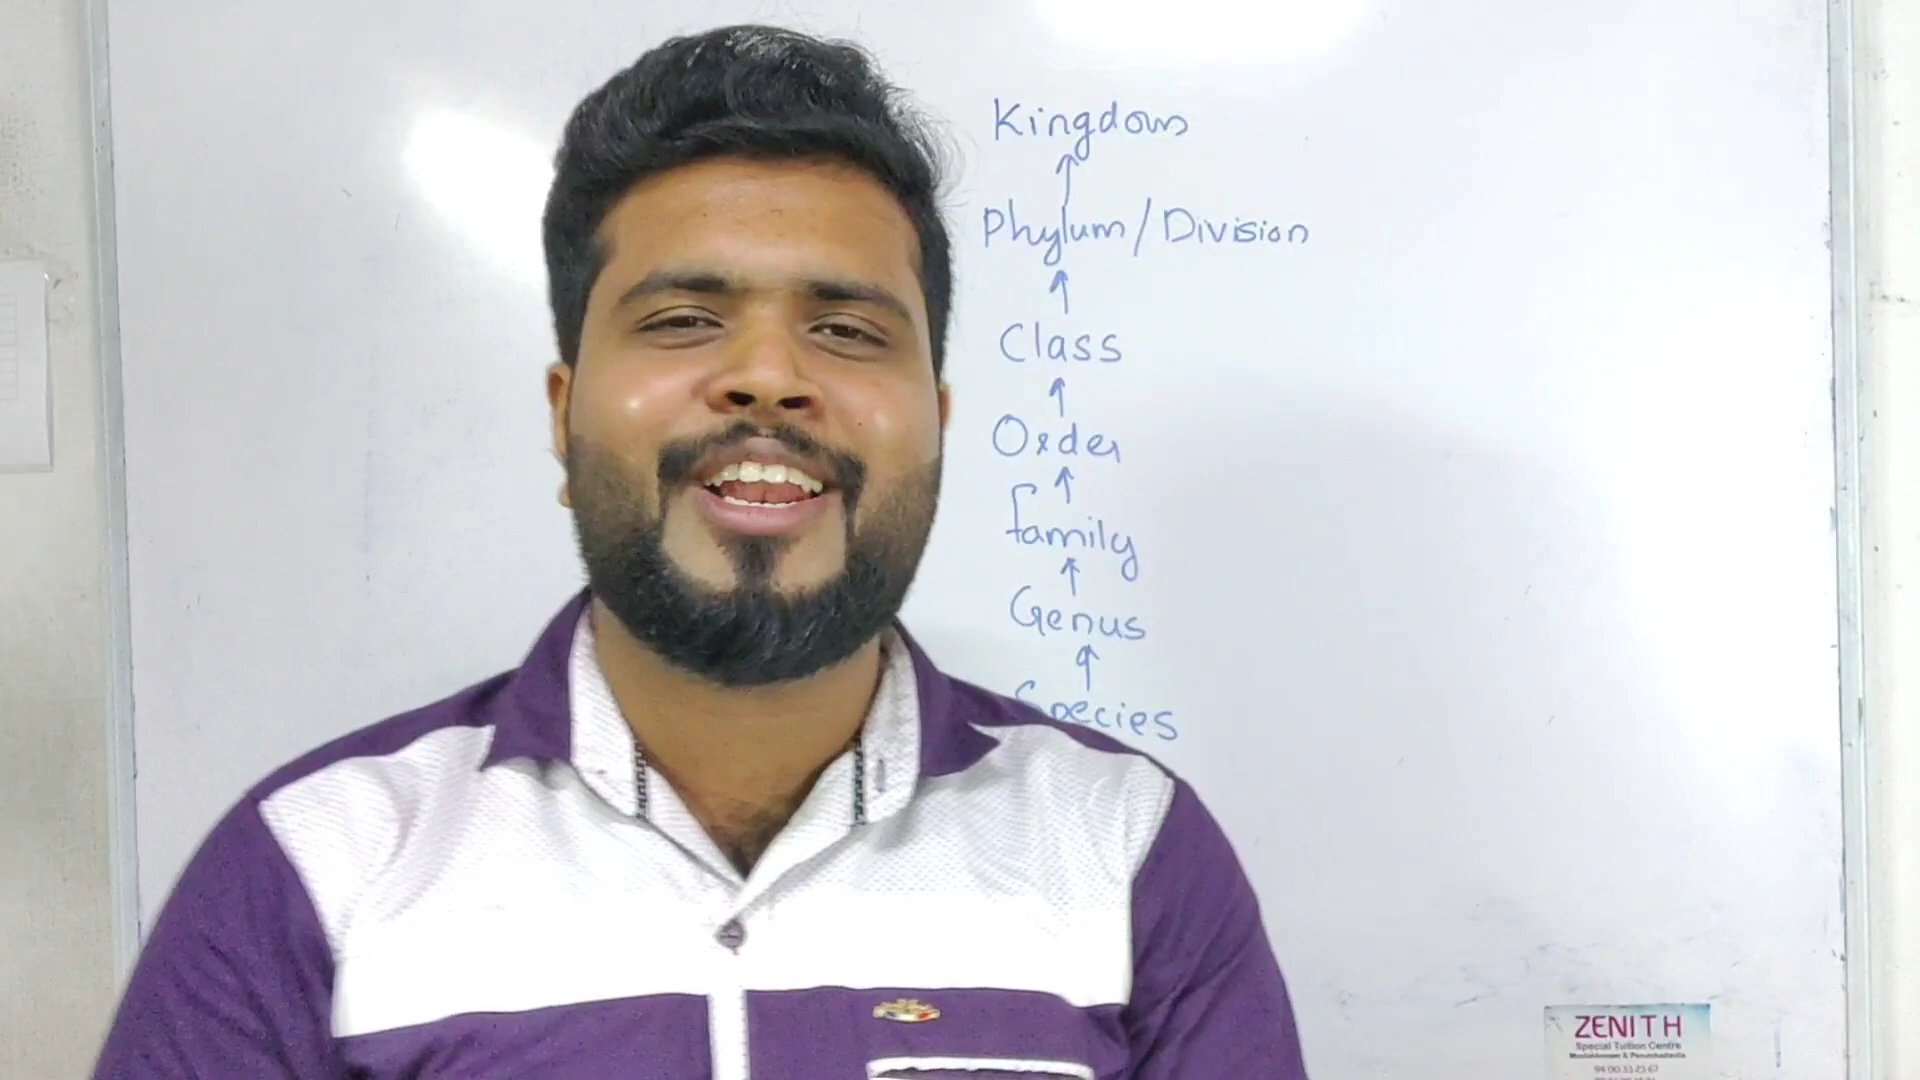 Kingdom
Phylum/Division
Class
Order
family
Genus
Species
ZENITH
Special Tuition Centre